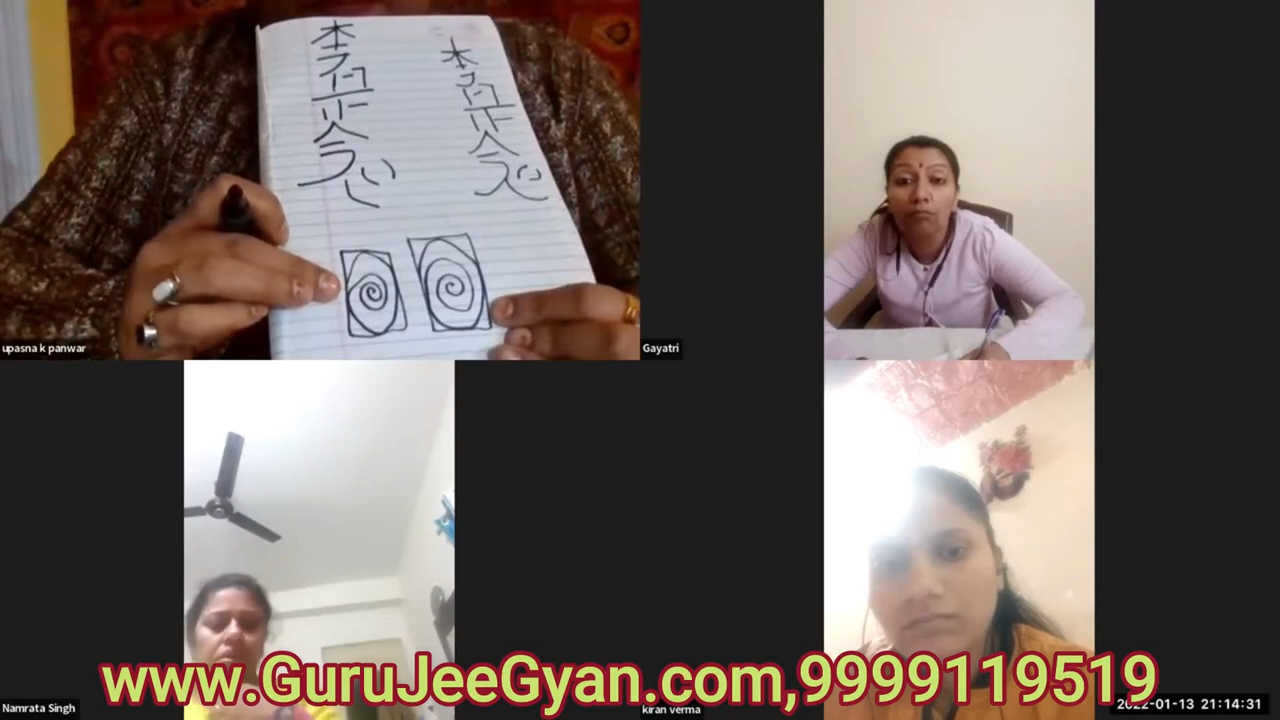 upasna k panwar
Gayatri
www.GuruJeeGyan.com,9999119519
Namrata Singh
kiran verma
2022-01-13 21:14:31